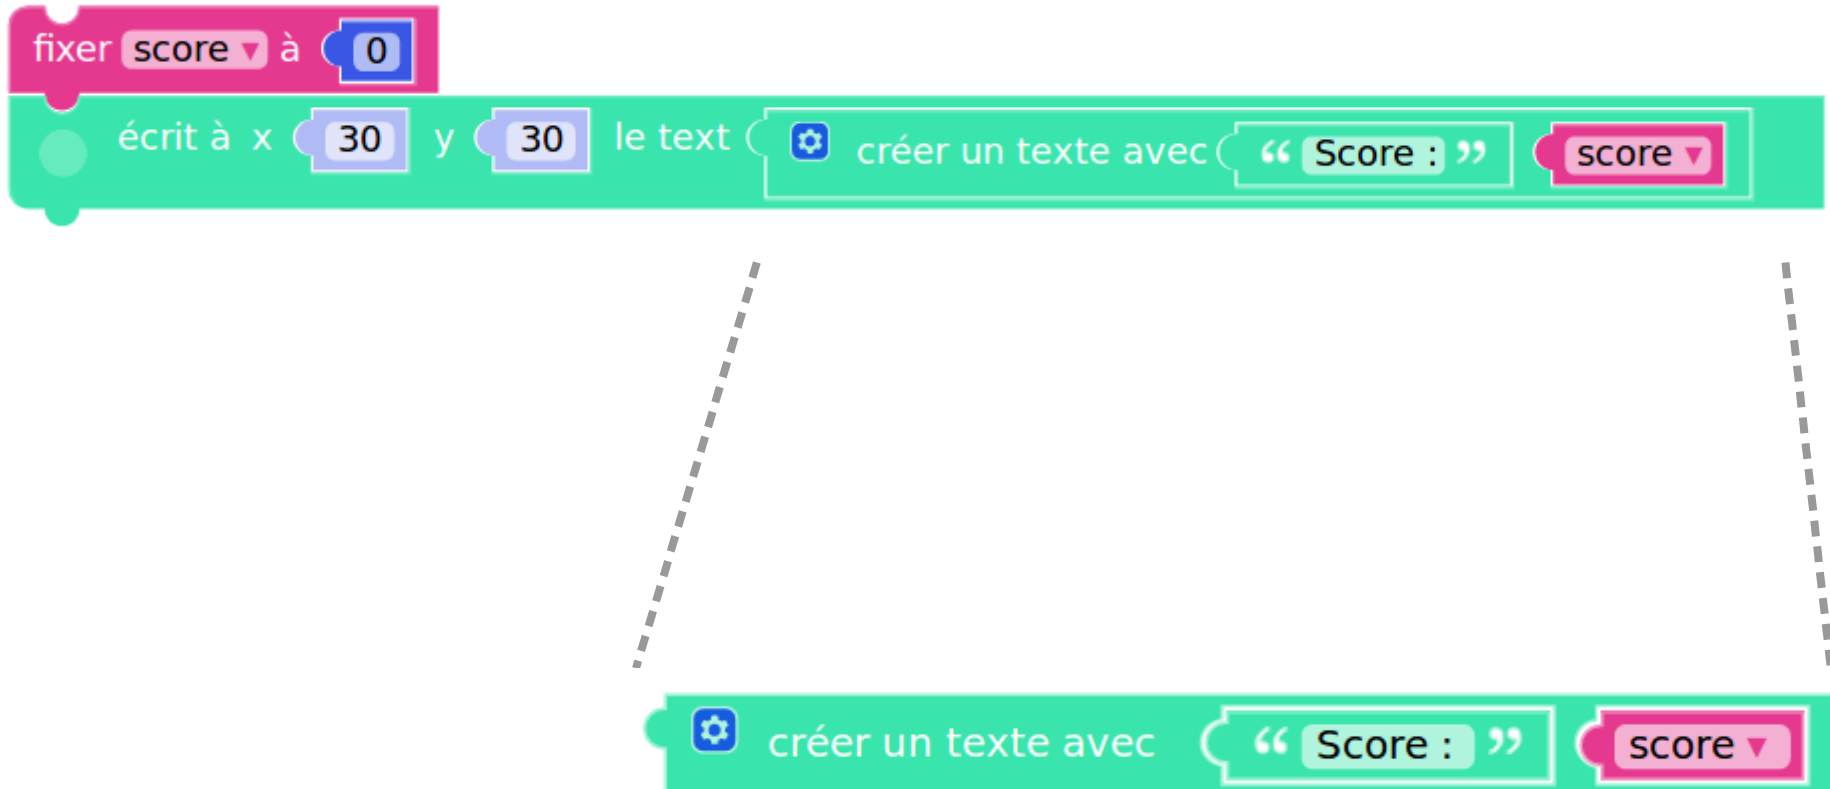 fixer score ▾ à 0
écrit à x 30 y 30 le text créer un texte avec “ Score : ” score ▾
créer un texte avec “ Score : ” score ▾